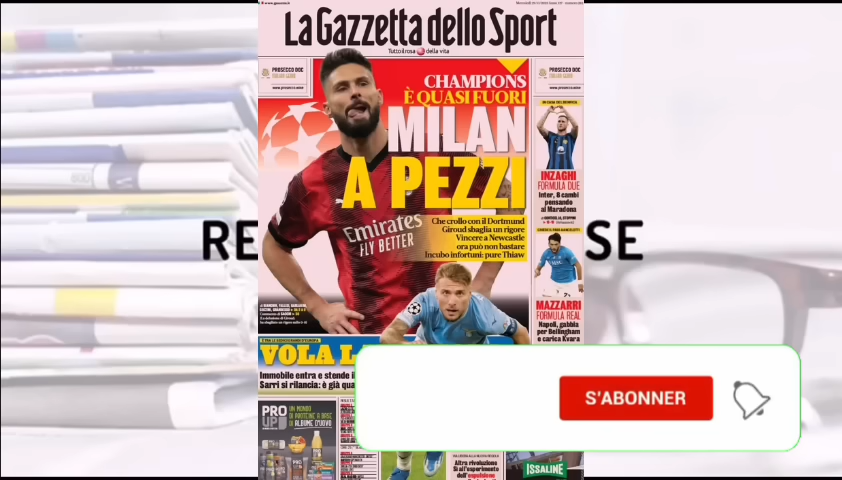 La Gazzetta dello Sport
Tutto il rosa della vita
PROSECCO DOC
PROSECCO DOC
CHAMPIONS
È QUASI FUORI
MILAN
A PEZZI
Che crollo con il Dortmund
Giroud sbaglia un rigore
Vincere a Newcastle
ora può non bastare
Incubo infortuni: pure Thiaw
Emirates
FLY BETTER
INZAGHI
FORMULA DUE
Inter, 8 cambi
pensando
al Maradona
MAZZARRI
FORMULA REAL
Napoli, gabbia
per Bellingham
e carica Kvara
RE
SE
VOLA L
Immobile entra e stende i
Sarri si rilancia: è già qua
S'ABONNER
PRO
UP
UN MONDO
DI PROTEINE A BASE
DI ALBUME D'UOVO
Altra rivoluzione
Sì all'esperimento
dell'espulsione
ISSALINE